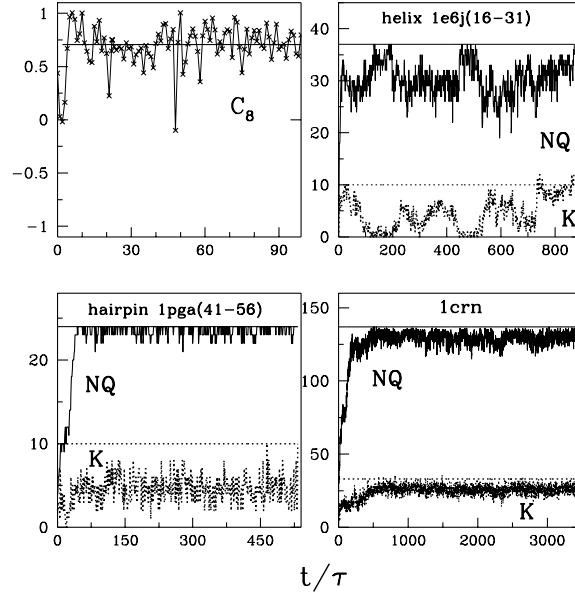 1
0.5
0
−0.5
−1
C8
0 30 60 90
helix 1e6j(16−31)
30
20
10
0
NQ
K
0 200 400 600 800
hairpin 1pga(41−56)
20
10
0
NQ
K
0 150 300 450
1crn
150
100
50
0
NQ
K
0 1000 2000 3000
t/τ